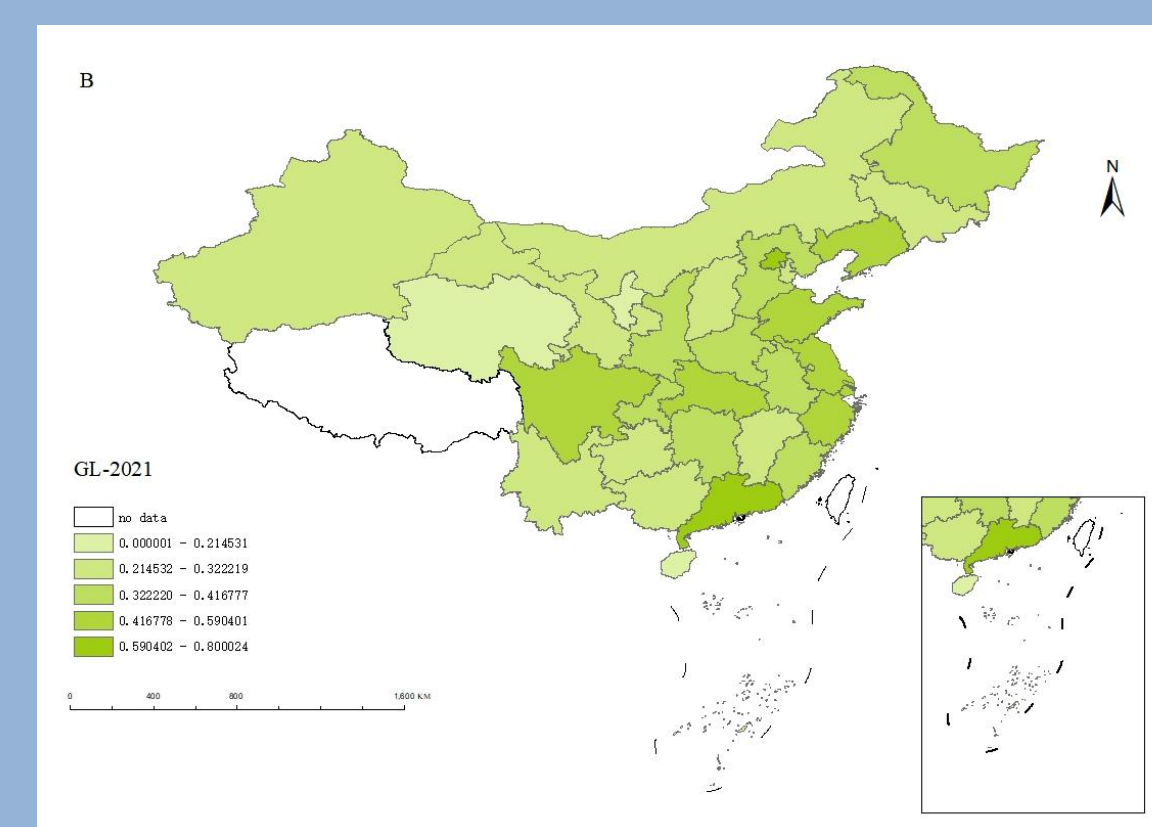 B
N
GL-2021
no data
0.000001 - 0.214531
0.214532 - 0.322219
0.322220 - 0.416777
0.416778 - 0.590401
0.590402 - 0.800024
0 400 800 1,600 KM